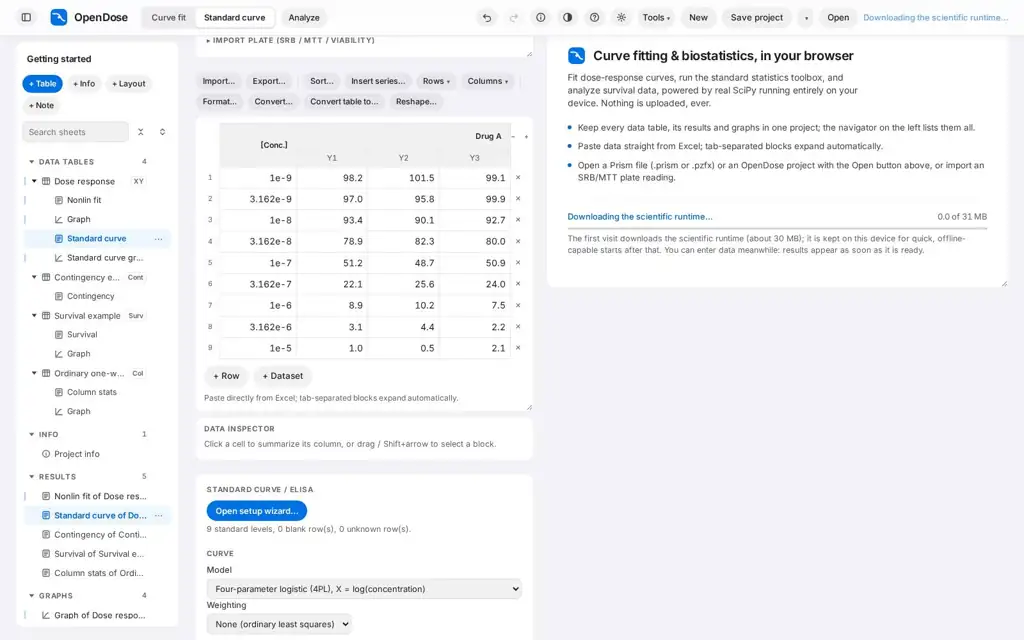 OpenDose
Curve fit
Standard curve
Analyze
Tools
New
Save project
Open
Downloading the scientific runtime...
Getting started
+ Table
+ Info
+ Layout
+ Note
Search sheets
DATA TABLES 4
Dose response XY
Nonlin fit
Graph
Standard curve ...
Standard curve gr...
Contingency e... Cont
Contingency
Survival example Surv
Survival
Graph
Ordinary one-w... Col
Column stats
Graph
INFO 1
Project info
RESULTS 5
Nonlin fit of Dose res...
Standard curve of Do... ...
Contingency of Conti...
Survival of Survival e...
Column stats of Ordi...
GRAPHS 4
Graph of Dose respo...
IMPORT PLATE (SRB / MTT / VIABILITY)
Import... Export... Sort... Insert series... Rows Columns
Format... Convert... Convert table to... Reshape...
[Conc.] Drug A - +
Y1 Y2 Y3
1 1e-9 98.2 101.5 99.1 ×
2 3.162e-9 97.0 95.8 99.9 ×
3 1e-8 93.4 90.1 92.7 ×
4 3.162e-8 78.9 82.3 80.0 ×
5 1e-7 51.2 48.7 50.9 ×
6 3.162e-7 22.1 25.6 24.0 ×
7 1e-6 8.9 10.2 7.5 ×
8 3.162e-6 3.1 4.4 2.2 ×
9 1e-5 1.0 0.5 2.1 ×
+ Row + Dataset
Paste directly from Excel; tab-separated blocks expand automatically.
DATA INSPECTOR
Click a cell to summarize its column, or drag / Shift+arrow to select a block.
STANDARD CURVE / ELISA
Open setup wizard...
9 standard levels, 0 blank row(s), 0 unknown row(s).
CURVE
Model
Four-parameter logistic (4PL), X = log(concentration)
Weighting
None (ordinary least squares)
Curve fitting & biostatistics, in your browser
Fit dose-response curves, run the standard statistics toolbox, and
analyze survival data, powered by real SciPy running entirely on your
device. Nothing is uploaded, ever.
• Keep every data table, its results and graphs in one project; the navigator on the left lists them all.
• Paste data straight from Excel; tab-separated blocks expand automatically.
• Open a Prism file (.prism or .pzfx) or an OpenDose project with the Open button above, or import an
SRB/MTT plate reading.
Downloading the scientific runtime... 0.0 of 31 MB
The first visit downloads the scientific runtime (about 30 MB); it is kept on this device for quick, offline-
capable starts after that. You can enter data meanwhile: results appear as soon as it is ready.